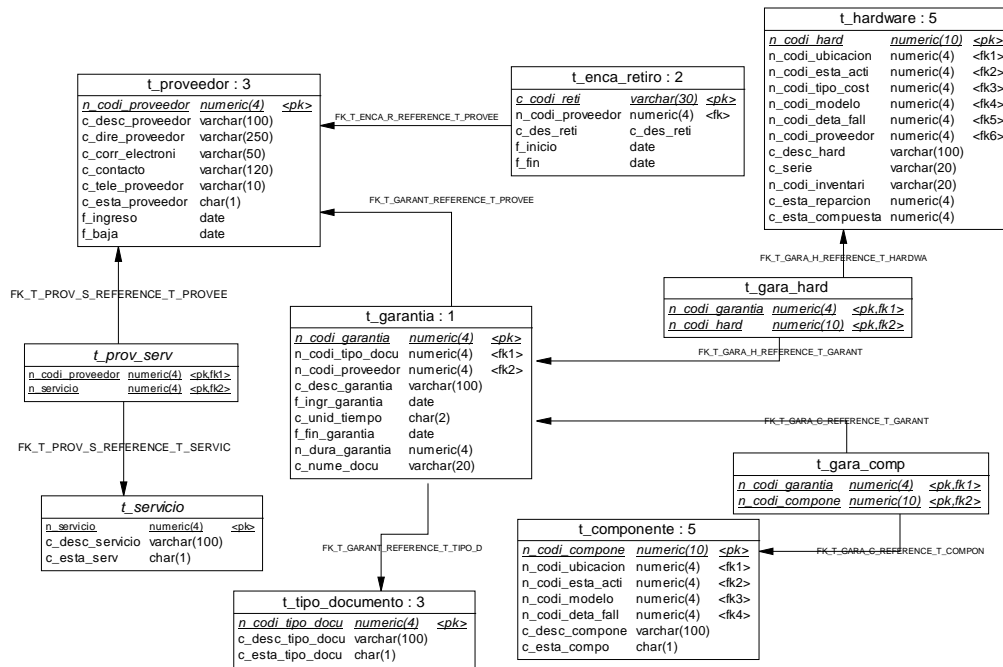 t_proveedor : 3
n_codi_proveedor numeric(4) <pk>
c_desc_proveedor varchar(100)
c_dire_proveedor varchar(250)
c_corr_electroni varchar(50)
c_contacto varchar(120)
c_tele_proveedor varchar(10)
c_esta_proveedor char(1)
f_ingreso date
f_baja date
FK_T_ENCA_R_REFERENCE_T_PROVEE
t_enca_retiro : 2
c_codi_reti varchar(30) <pk>
n_codi_proveedor numeric(4) <fk>
c_des_reti c_des_reti
f_inicio date
f_fin date
t_hardware : 5
n_codi_hard numeric(10) <pk>
n_codi_ubicacion numeric(4) <fk1>
n_codi_esta_acti numeric(4) <fk2>
n_codi_tipo_cost numeric(4) <fk3>
n_codi_modelo numeric(4) <fk4>
n_codi_deta_fall numeric(4) <fk5>
n_codi_proveedor numeric(4) <fk6>
c_desc_hard varchar(100)
c_serie varchar(20)
n_codi_inventari varchar(20)
c_esta_reparcion numeric(4)
c_esta_compuesta numeric(4)
FK_T_GARANT_REFERENCE_T_PROVEE
FK_T_GARA_H_REFERENCE_T_HARDWA
FK_T_PROV_S_REFERENCE_T_PROVEE
t_gara_hard
n_codi_garantia numeric(4) <pk,fk1>
n_codi_hard numeric(10) <pk,fk2>
t_garantia : 1
n_codi_garantia numeric(4) <pk>
n_codi_tipo_docu numeric(4) <fk1>
n_codi_proveedor numeric(4) <fk2>
c_desc_garantia varchar(100)
f_ingr_garantia date
c_unid_tiempo char(2)
f_fin_garantia date
n_dura_garantia numeric(4)
c_nume_docu varchar(20)
FK_T_GARA_H_REFERENCE_T_GARANT
t_prov_serv
n_codi_proveedor numeric(4) <pk,fk1>
n_servicio numeric(4) <pk,fk2>
FK_T_GARA_C_REFERENCE_T_GARANT
FK_T_PROV_S_REFERENCE_T_SERVIC
t_gara_comp
n_codi_garantia numeric(4) <pk,fk1>
n_codi_compone numeric(10) <pk,fk2>
t_servicio
n_servicio numeric(4) <pk>
c_desc_servicio varchar(100)
c_esta_serv char(1)
FK_T_GARANT_REFERENCE_T_TIPO_D
t_componente : 5
n_codi_compone numeric(10) <pk>
n_codi_ubicacion numeric(4) <fk1>
n_codi_esta_acti numeric(4) <fk2>
n_codi_modelo numeric(4) <fk3>
n_codi_deta_fall numeric(4) <fk4>
c_desc_compone varchar(100)
c_esta_compo char(1)
FK_T_GARA_C_REFERENCE_T_COMPON
t_tipo_documento : 3
n_codi_tipo_docu numeric(4) <pk>
c_desc_tipo_docu varchar(100)
c_esta_tipo_docu char(1)